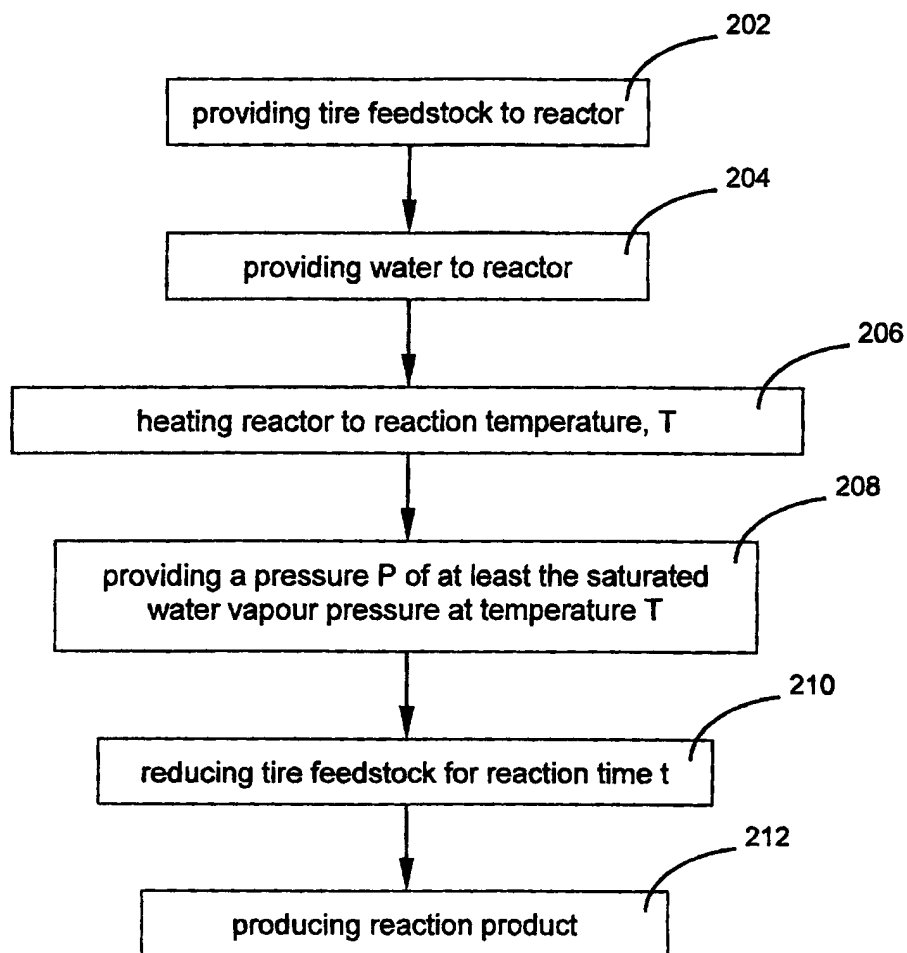 202
providing tire feedstock to reactor
204
providing water to reactor
206
heating reactor to reaction temperature, T
208
providing a pressure P of at least the saturated
water vapour pressure at temperature T
210
reducing tire feedstock for reaction time t
212
producing reaction product